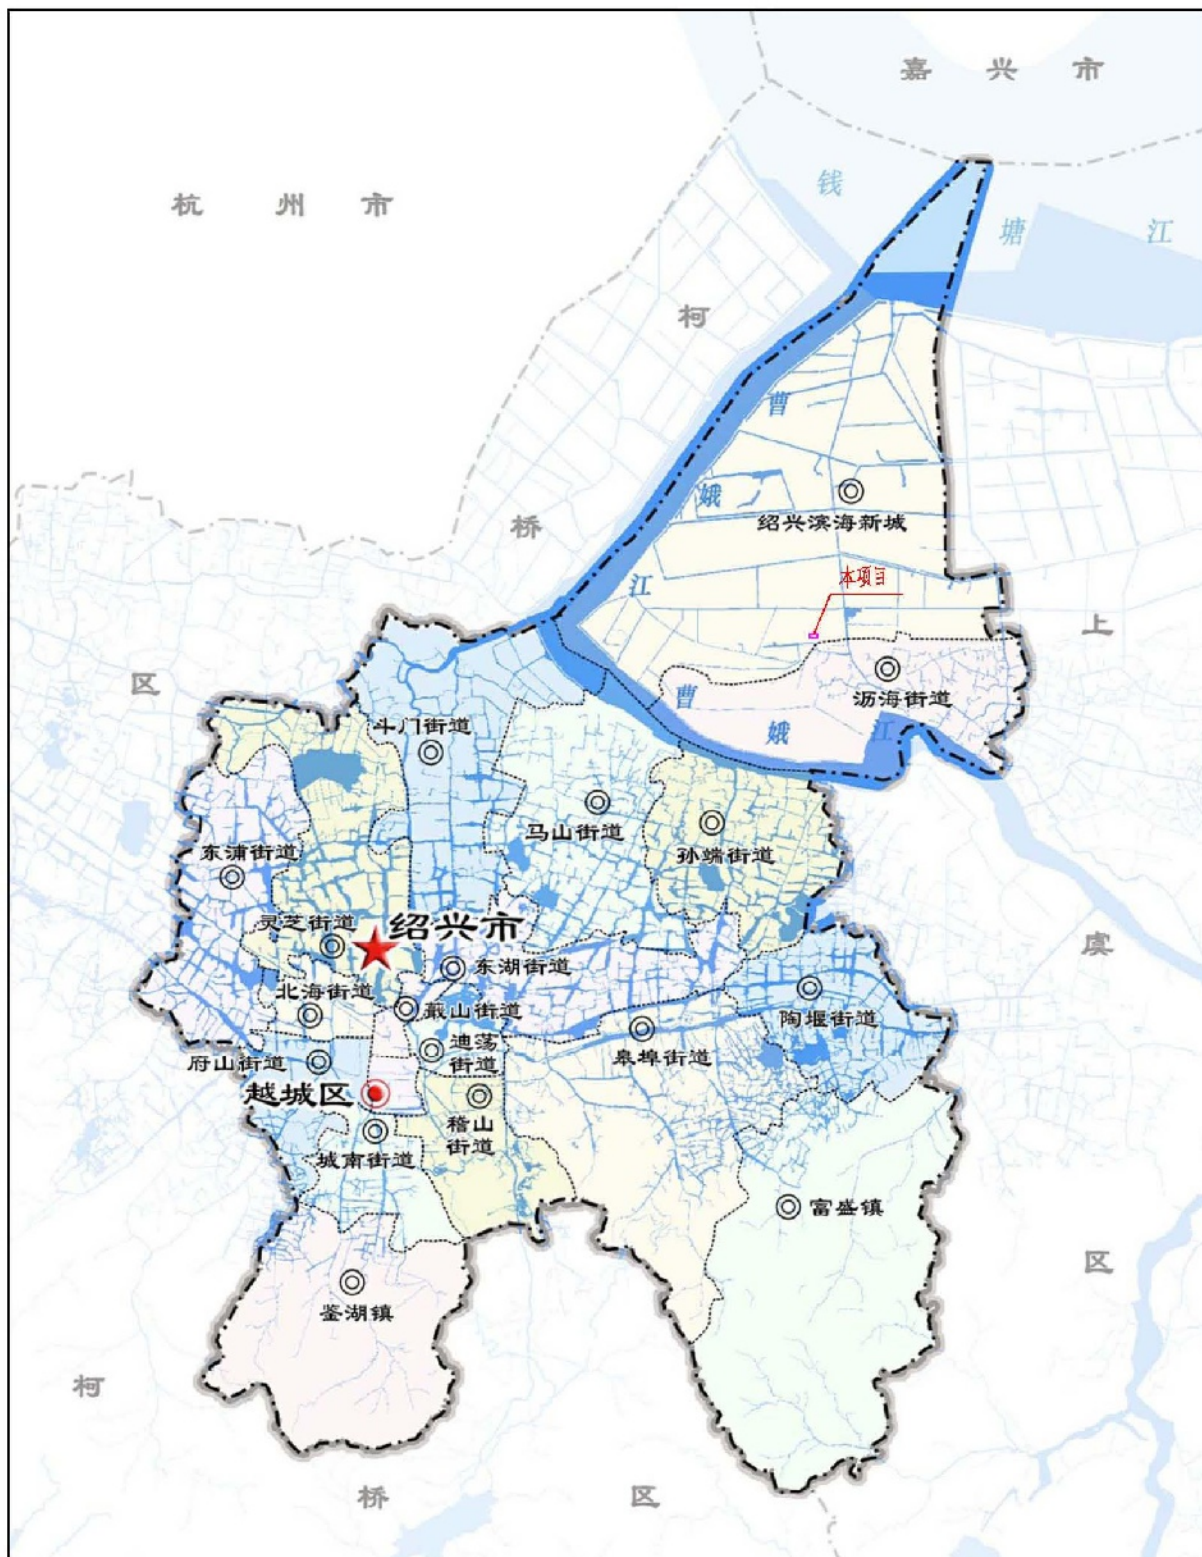 嘉兴市
杭州市
钱塘江
柯桥区
曹娥江
绍兴滨海新城
本项目
上虞区
沥海街道
曹娥江
斗门街道
马山街道
孙端街道
东浦街道
灵芝街道
绍兴市
东湖街道
北海街道
蕺山街道
陶堰街道
迪荡
街道
皋埠街道
府山街道
越城区
稽山
街道
城南街道
富盛镇
鉴湖镇
柯桥区